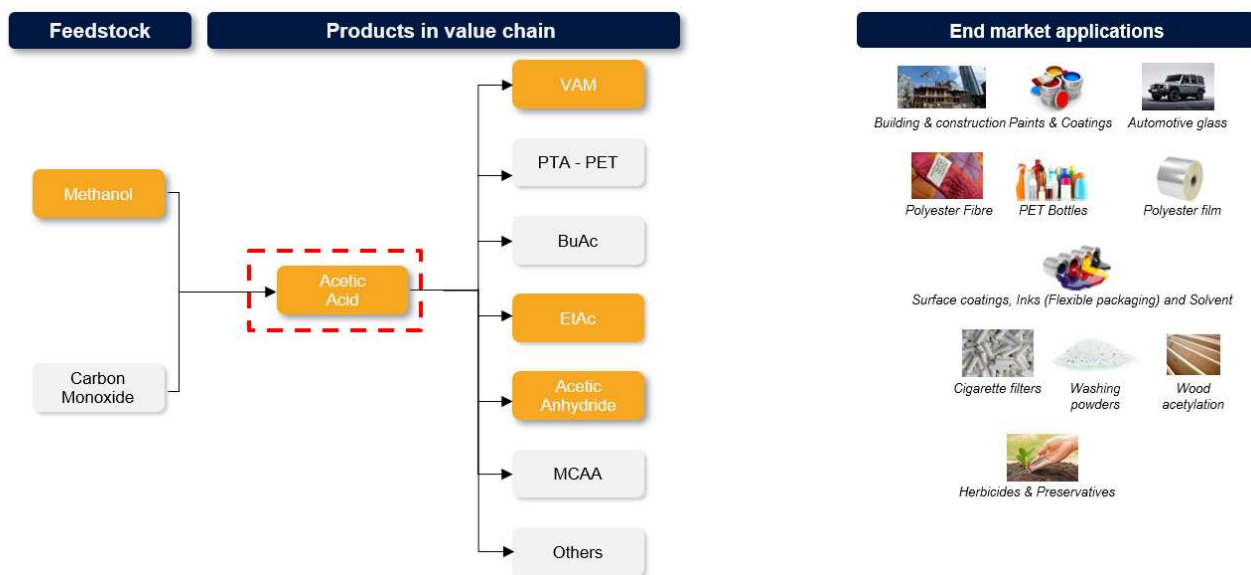 Feedstock
Products in value chain
End market applications
VAM
Building & construction
Paints & Coatings
Automotive glass
PTA - PET
Methanol
Polyester Fibre
PET Bottles
Polyester film
BuAc
Acetic
Acid
EtAc
Surface coatings, Inks (Flexible packaging) and Solvent
Carbon
Monoxide
Acetic
Anhydride
Cigarette filters
Washing
powders
Wood
acetylation
MCAA
Herbicides & Preservatives
Others